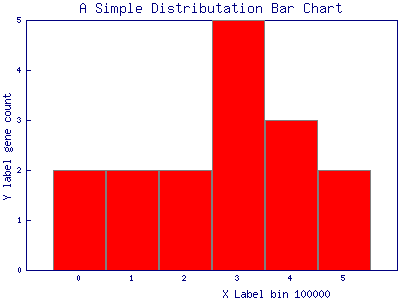 A Simple Distributation Bar Chart
5
4
3
2
1
0
Y label gene count
0 1 2 3 4 5
X Label bin 100000